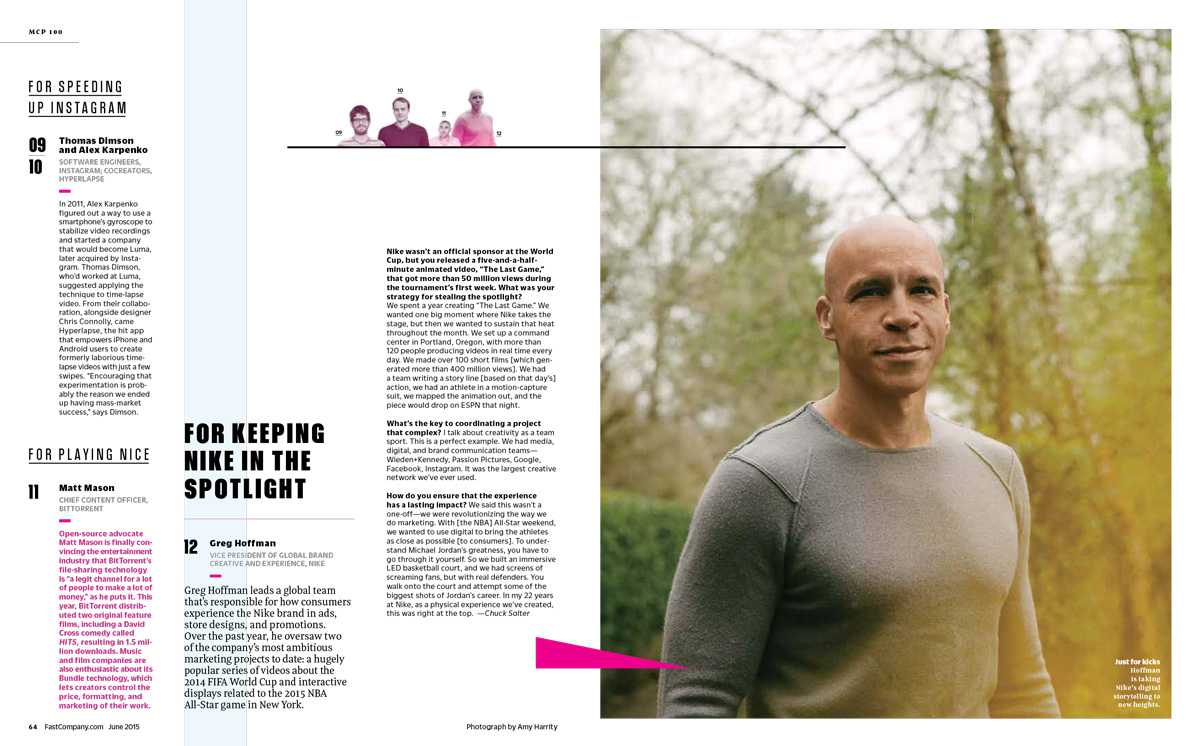 MCP 100
FOR SPEEDING
UP INSTAGRAM
09
10
Thomas Dimson
and Alex Karpenko
SOFTWARE ENGINEERS,
INSTAGRAM; COCREATORS,
HYPERLAPSE
In 2011, Alex Karpenko
figured out a way to use a
smartphone's gyroscope to
stabilize video recordings
and started a company
that would become Luma,
later acquired by Insta-
gram. Thomas Dimson,
who'd worked at Luma,
suggested applying the
technique to time-lapse
video. From their collabo-
ration, alongside designer
Chris Connolly, came
Hyperlapse, the hit app
that empowers iPhone and
Android users to create
formerly laborious time-
lapse videos with just a few
swipes. "Encouraging that
experimentation is prob-
ably the reason we ended
up having mass-market
success," says Dimson.
FOR PLAYING NICE
11
Matt Mason
CHIEF CONTENT OFFICER,
BITTORRENT
Open-source advocate
Matt Mason is finally con-
vincing the entertainment
industry that BitTorrent's
file-sharing technology
is "a legit channel for a lot
of people to make a lot of
money," as he puts it. This
year, BitTorrent distrib-
uted two original feature
films, including a David
Cross comedy called
HITS, resulting in 1.5 mil-
lion downloads. Music
and film companies are
also enthusiastic about its
Bundle technology, which
lets creators control the
price, formatting, and
marketing of their work.
64 FastCompany.com June 2015
09
10
11
12
FOR KEEPING
NIKE IN THE
SPOTLIGHT
12
Greg Hoffman
VICE PRESIDENT OF GLOBAL BRAND
CREATIVE AND EXPERIENCE, NIKE
Greg Hoffman leads a global team
that's responsible for how consumers
experience the Nike brand in ads,
store designs, and promotions.
Over the past year, he oversaw two
of the company's most ambitious
marketing projects to date: a hugely
popular series of videos about the
2014 FIFA World Cup and interactive
displays related to the 2015 NBA
All-Star game in New York.
Nike wasn't an official sponsor at the World
Cup, but you released a five-and-a-half-
minute animated video, "The Last Game,"
that got more than 50 million views during
the tournament's first week. What was your
strategy for stealing the spotlight?
We spent a year creating "The Last Game." We
wanted one big moment where Nike takes the
stage, but then we wanted to sustain that heat
throughout the month. We set up a command
center in Portland, Oregon, with more than
120 people producing videos in real time every
day. We made over 100 short films [which gen-
erated more than 400 million views]. We had
a team writing a story line [based on that day's]
action, we had an athlete in a motion-capture
suit, we mapped the animation out, and the
piece would drop on ESPN that night.
What's the key to coordinating a project
that complex? I talk about creativity as a team
sport. This is a perfect example. We had media,
digital, and brand communication teams—
Wieden+Kennedy, Passion Pictures, Google,
Facebook, Instagram. It was the largest creative
network we've ever used.
How do you ensure that the experience
has a lasting impact? We said this wasn't a
one-off—we were revolutionizing the way we
do marketing. With [the NBA] All-Star weekend,
we wanted to use digital to bring the athletes
as close as possible [to consumers]. To under-
stand Michael Jordan's greatness, you have to
go through it yourself. So we built an immersive
LED basketball court, and we had screens of
screaming fans, but with real defenders. You
walk onto the court and attempt some of the
biggest shots of Jordan's career. In my 22 years
at Nike, as a physical experience we've created,
this was right at the top. —Chuck Salter
Photograph by Amy Harrity
Just for kicks
Hoffman
is taking
Nike's digital
storytelling to
new heights.